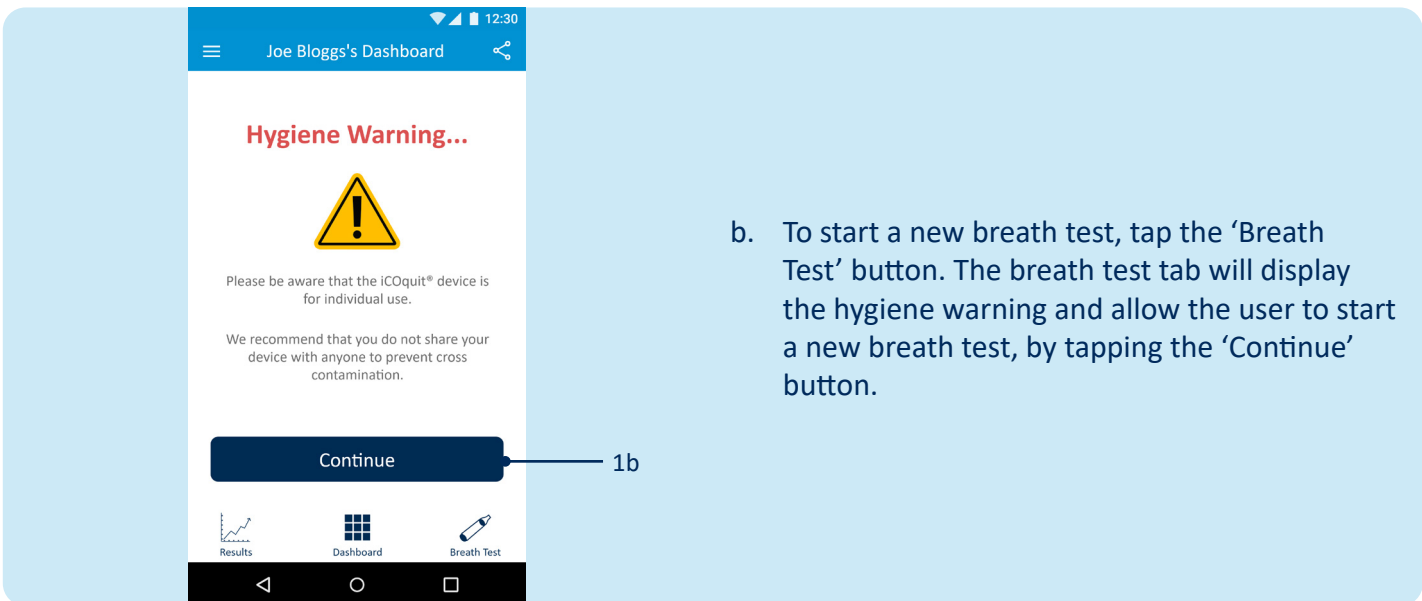 12:30
Joe Bloggs's Dashboard
Hygiene Warning...
Please be aware that the iCOquit® device is
for individual use.
We recommend that you do not share your
device with anyone to prevent cross
contamination.
Continue
1b
Results
Dashboard
Breath Test
b. To start a new breath test, tap the ‘Breath
Test’ button. The breath test tab will display
the hygiene warning and allow the user to start
a new breath test, by tapping the ‘Continue’
button.